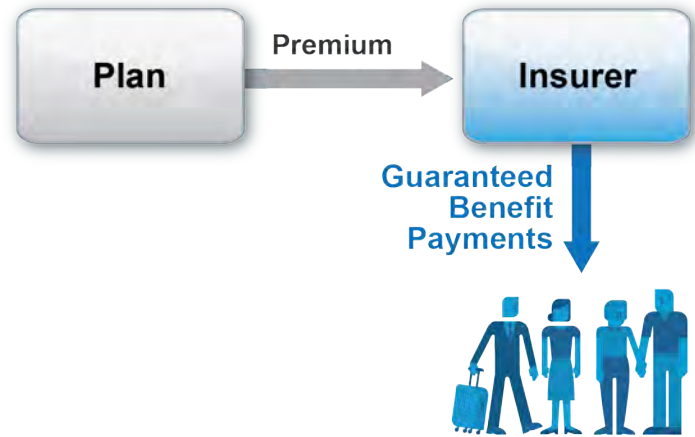 Premium
Plan
Insurer
Guaranteed
Benefit
Payments